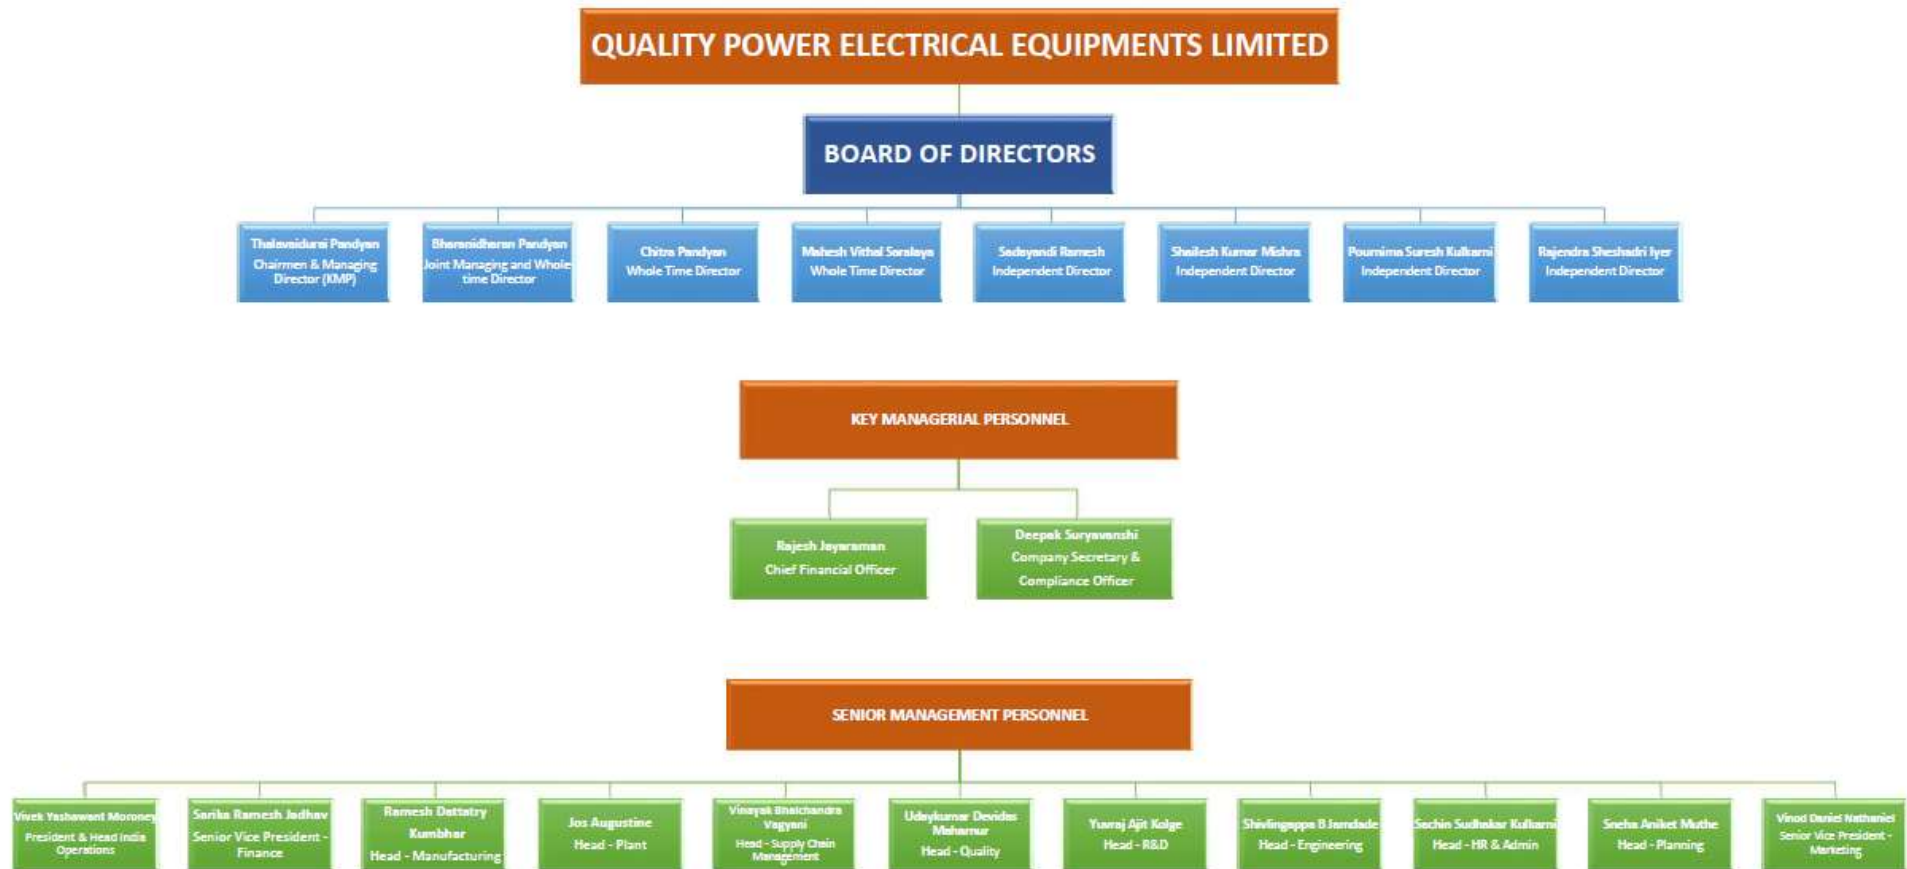 QUALITY POWER ELECTRICAL EQUIPMENTS LIMITED
BOARD OF DIRECTORS
Thalavaidurai Pandyan
Chairmen & Managing
Director (KMP)
Bharanidharan Pandyan
Joint Managing and Whole
time Director
Chitra Pandyan
Whole Time Director
Mahesh Vithal Saralaya
Whole Time Director
Sadayandi Ramesh
Independent Director
Shailesh Kumar Mishra
Independent Director
Pournima Suresh Kulkarni
Independent Director
Rajendra Sheshadri Iyer
Independent Director
KEY MANAGERIAL PERSONNEL
Rajesh Jayaraman
Chief Financial Officer
Deepak Suryavanshi
Company Secretary &
Compliance Officer
SENIOR MANAGEMENT PERSONNEL
Vivek Yashawant Moroney
President & Head India
Operations
Sarika Ramesh Jadhav
Senior Vice President -
Finance
Ramesh Dattatry
Kumbhar
Head - Manufacturing
Jos Augustine
Head - Plant
Vinayak Bhalchandra
Vagyani
Head - Supply Chain
Management
Udaykumar Devidas
Mahamur
Head - Quality
Yuvraj Ajit Kolge
Head - R&D
Shivlingappa B Jamdade
Head - Engineering
Sachin Sudhakar Kulkarni
Head - HR & Admin
Sneha Aniket Muthe
Head - Planning
Vinod Daniel Nathaniel
Senior Vice President -
Marketing